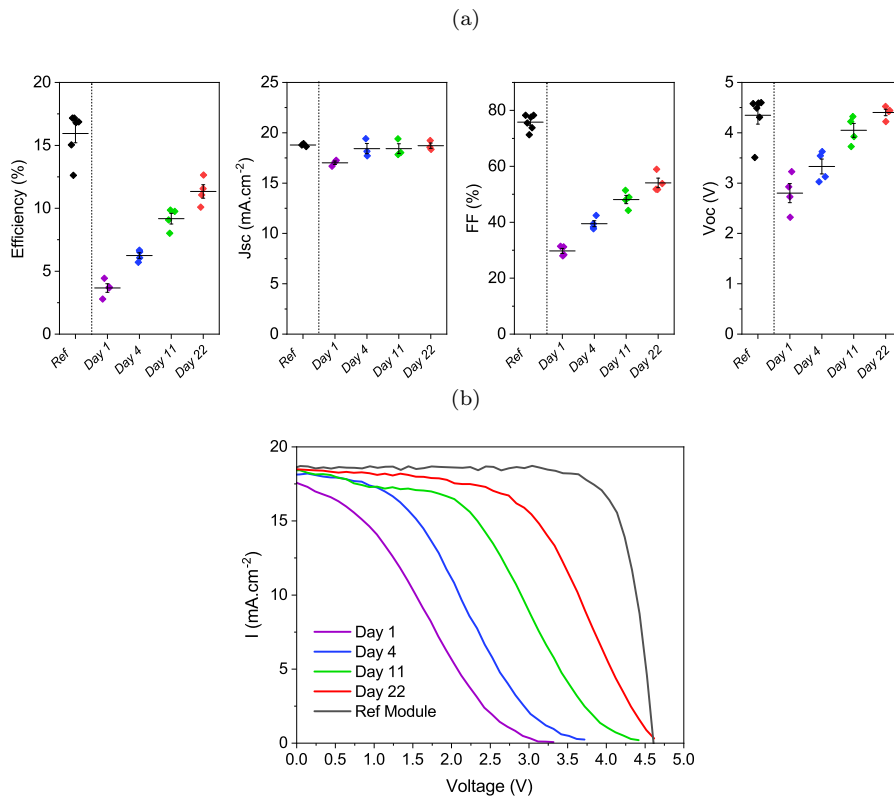 (a)
20
15
10
5
0
Efficiency (%)
Ref
Day 1
Day 4
Day 11
Day 22
25
20
15
10
5
0
Jsc (mA.cm-2)
Ref
Day 1
Day 4
Day 11
Day 22
80
60
40
20
0
FF (%)
Ref
Day 1
Day 4
Day 11
Day 22
5
4
3
2
1
0
Voc (V)
Ref
Day 1
Day 4
Day 11
Day 22
(b)
20
15
10
5
0
I (mA.cm-2)
Day 1
Day 4
Day 11
Day 22
Ref Module
0.0 0.5 1.0 1.5 2.0 2.5 3.0 3.5 4.0 4.5 5.0
Voltage (V)